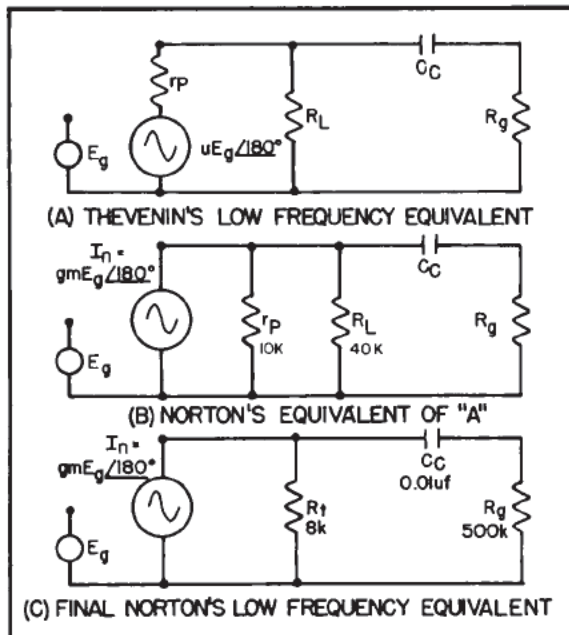 rP
Eg
uEg∠180°
RL
CC
Rg
(A) THEVENIN'S LOW FREQUENCY EQUIVALENT
In =
gmEg∠180°
Eg
rP
10K
RL
40K
CC
Rg
(B) NORTON'S EQUIVALENT OF "A"
In =
gmEg∠180°
Eg
Rt
8k
CC
0.01uf
Rg
500k
(C) FINAL NORTON'S LOW FREQUENCY EQUIVALENT